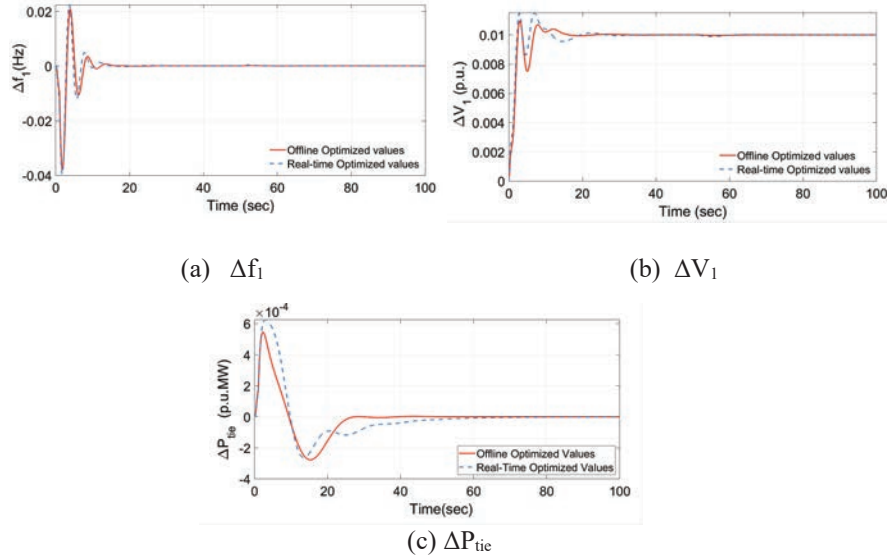 0.02
0
-0.02
-0.04
Δf1(Hz)
Offline Optimized values
Real-time Optimized values
0 20 40 60 80 100
Time (sec)
(a) Δf1
0.01
0.008
0.006
0.004
0.002
0
ΔV1 (p.u.)
Offline Optimized values
Real-time Optimized values
0 20 40 60 80 100
Time (sec)
(b) ΔV1
×10-4
6
4
2
0
-2
-4
ΔPtie (p.u.MW)
Offline Optimized Values
Real-Time Optimized Values
0 20 40 60 80 100
Time(sec)
(c) ΔPtie